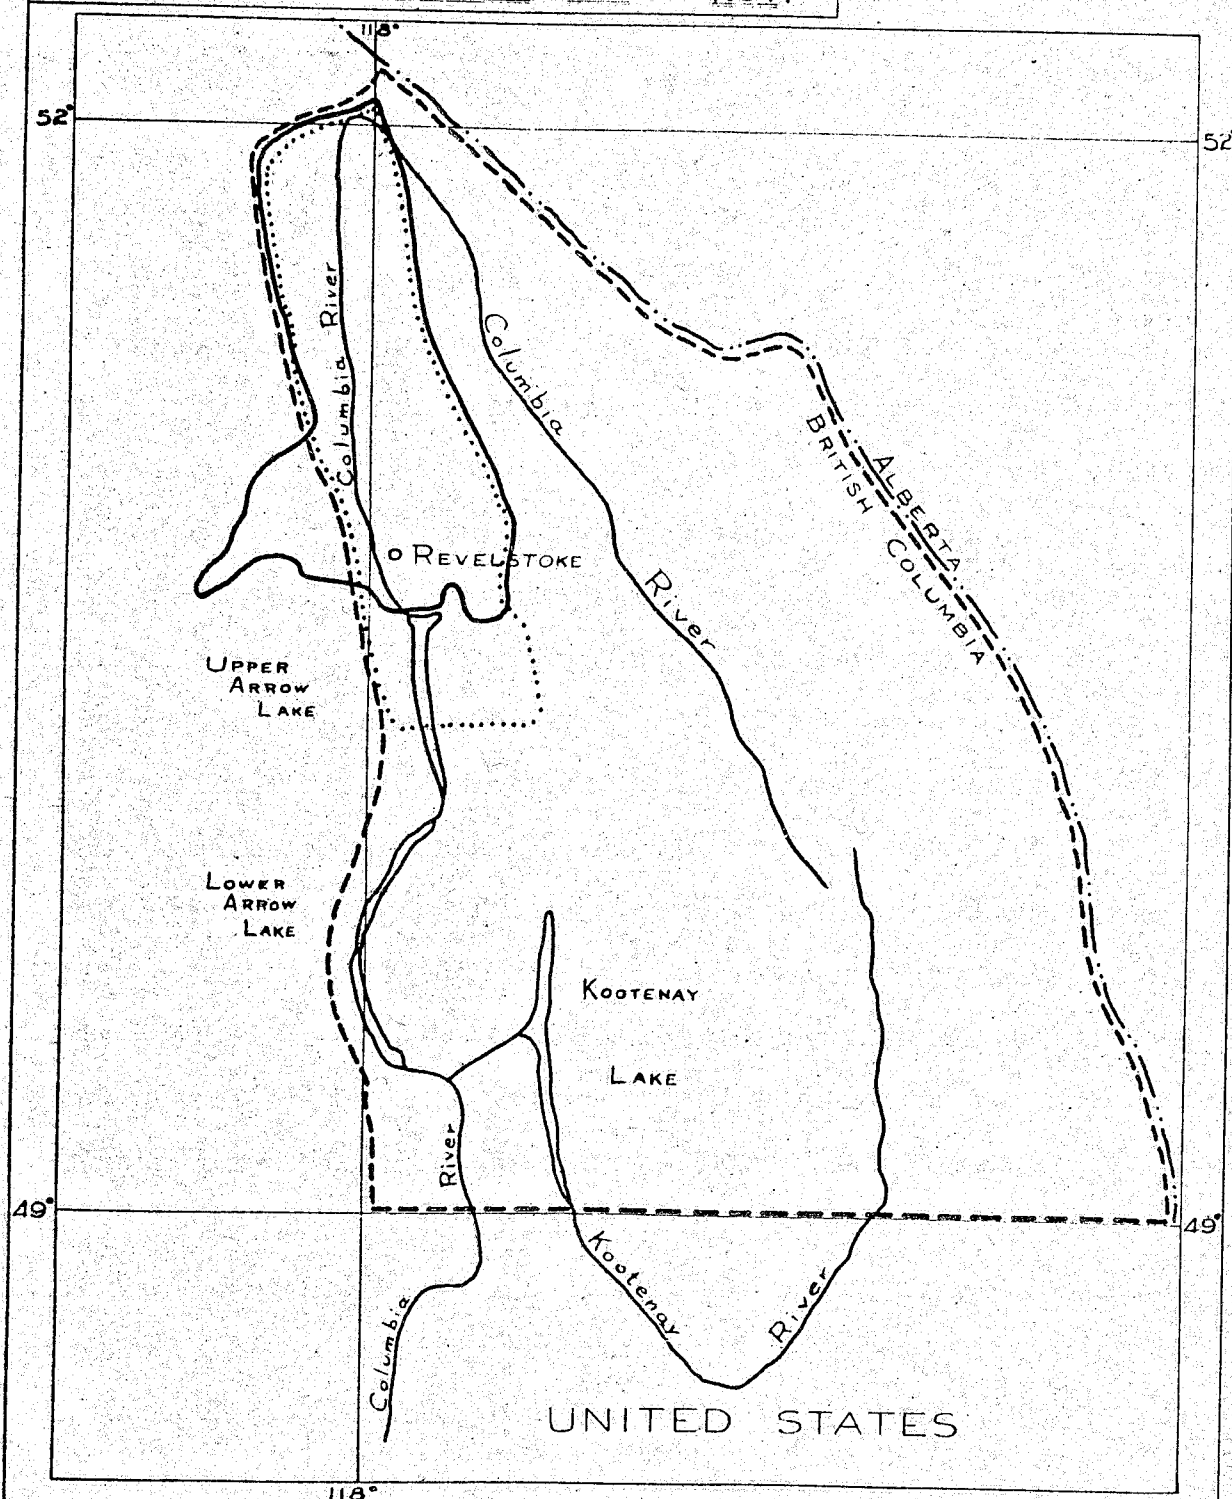 118°
52°
52°
Columbia River
Columbia
River
ALBERTA
BRITISH COLUMBIA
REVELSTOKE
UPPER
ARROW
LAKE
LOWER
ARROW
LAKE
KOOTENAY
LAKE
River
49°
49°
Kootenay
River
Columbia
UNITED STATES
118°